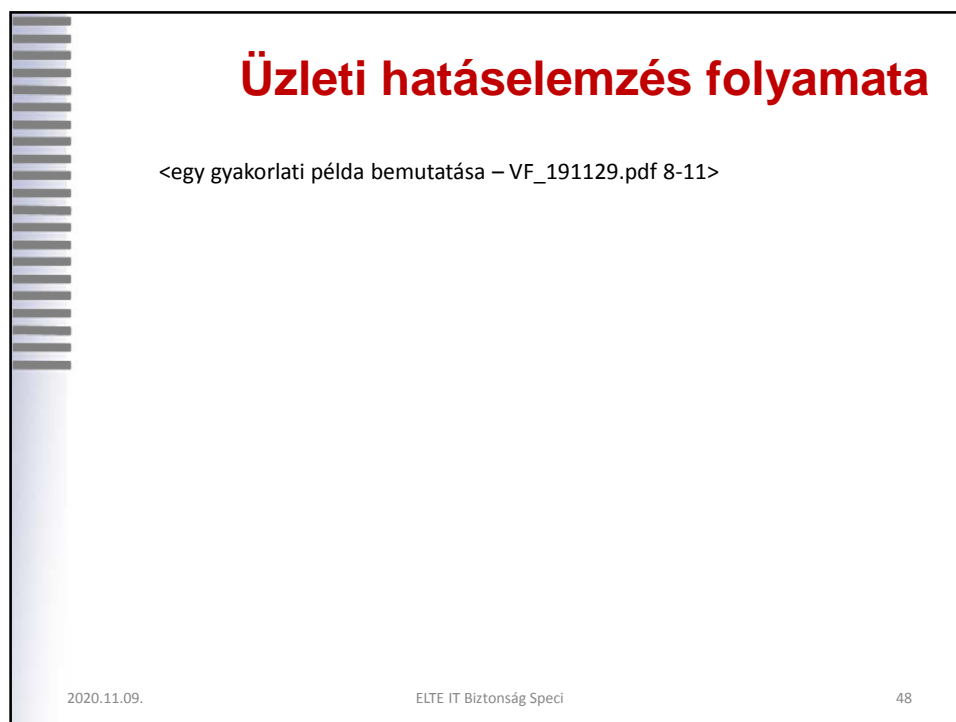 Üzleti hatáselemzés folyamata
<egy gyakorlati példa bemutatása – VF_191129.pdf 8-11>
2020.11.09.
ELTE IT Biztonság Speci
48